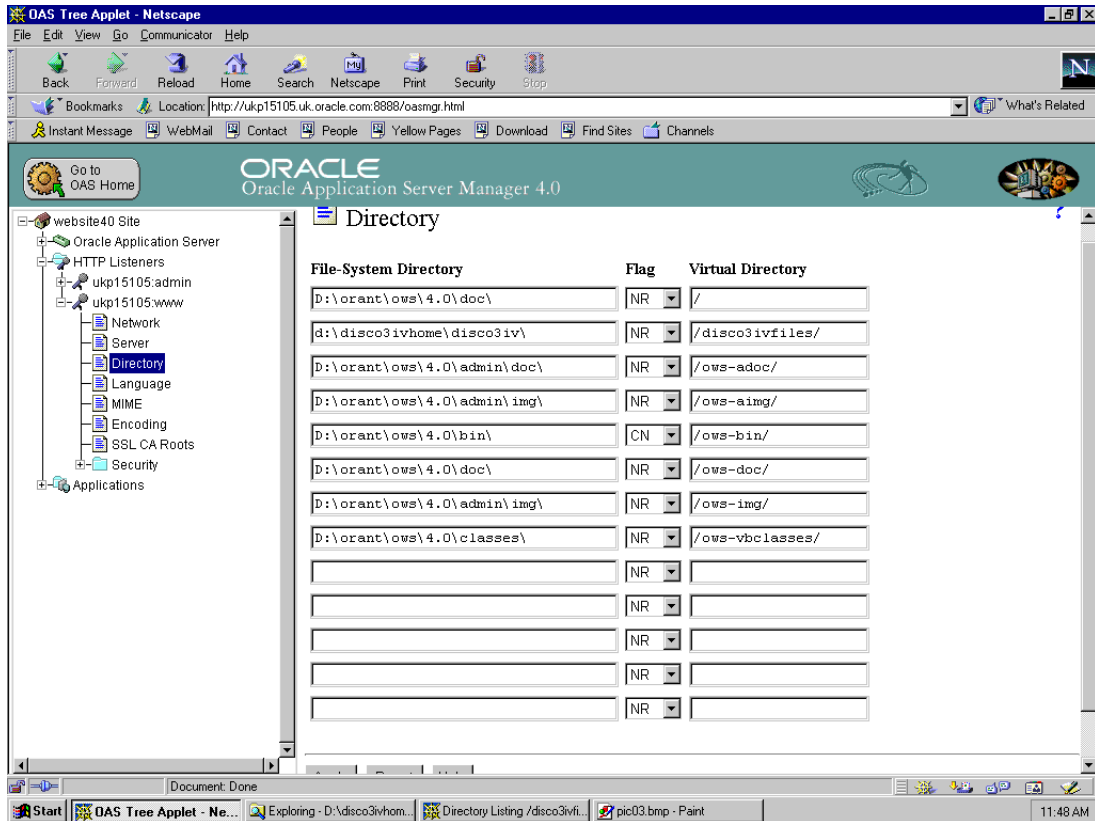 OAS Tree Applet - Netscape
File Edit View Go Communicator Help
Back Forward Reload Home Search Netscape Print Security Stop
My
N
Bookmarks Location: http://ukp15105.uk.oracle.com:8888/oasmgr.html What's Related
Instant Message WebMail Contact People Yellow Pages Download Find Sites Channels
Go to
OAS Home
ORACLE
Oracle Application Server Manager 4.0
website40 Site
Oracle Application Server
HTTP Listeners
ukp15105:admin
ukp15105:www
Network
Server
Directory
Language
MIME
Encoding
SSL CA Roots
Security
Applications
Directory
?
File-System Directory Flag Virtual Directory
D:\orant\ows\4.0\doc\ NR /
d:\disco3ivhome\disco3iv\ NR /disco3ivfiles/
D:\orant\ows\4.0\admin\doc\ NR /ows-adoc/
D:\orant\ows\4.0\admin\img\ NR /ows-aimg/
D:\orant\ows\4.0\bin\ CN /ows-bin/
D:\orant\ows\4.0\doc\ NR /ows-doc/
D:\orant\ows\4.0\admin\img\ NR /ows-img/
D:\orant\ows\4.0\classes\ NR /ows-vbclasses/
NR
NR
NR
NR
NR
Document: Done
Start OAS Tree Applet - Ne... Exploring - D:\disco3ivhom... Directory Listing /disco3ivfi... pic03.bmp - Paint 11:48 AM